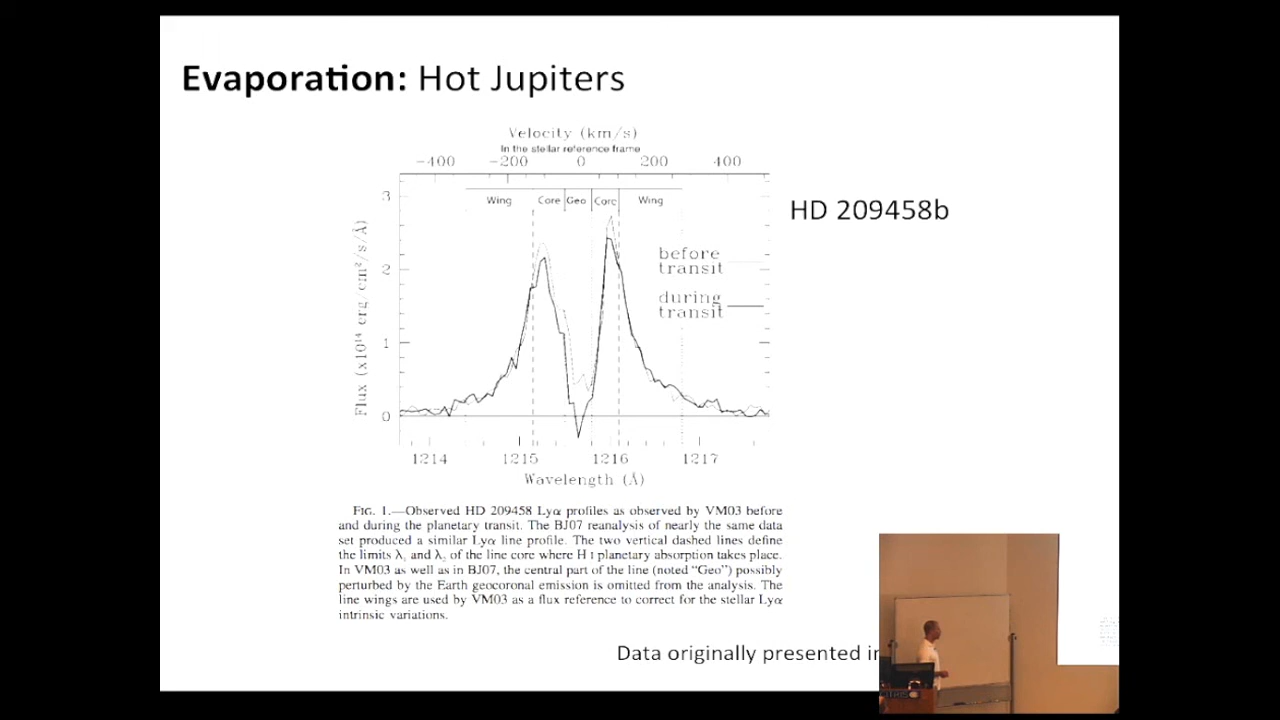 Evaporation: Hot Jupiters
Velocity (km/s)
In the stellar reference frame
−400 −200 0 200 400
Wing Core Geo Core Wing
HD 209458b
before
transit
during
transit
3
2
1
0
Flux (x10¹⁴ erg/cm²/s/Å)
1214 1215 1216 1217
Wavelength (Å)
FIG. 1.—Observed HD 209458 Lyα profiles as observed by VM03 before
and during the planetary transit. The BJ07 reanalysis of nearly the same data
set produced a similar Lyα line profile. The two vertical dashed lines define
the limits λ₁ and λ₂ of the line core where H I planetary absorption takes place.
In VM03 as well as in BJ07, the central part of the line (noted “Geo”) possibly
perturbed by the Earth geocoronal emission is omitted from the analysis. The
line wings are used by VM03 as a flux reference to correct for the stellar Lyα
intrinsic variations.
Data originally presented in